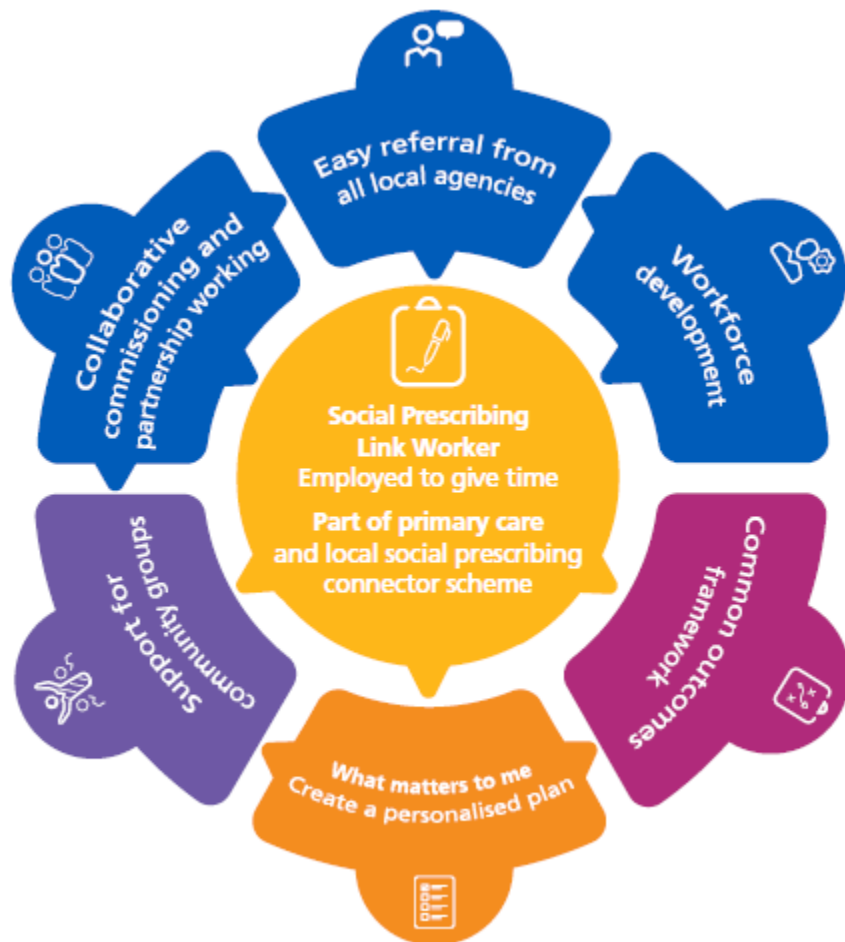 Easy referral from
all local agencies
Workforce
development
Common outcomes
framework
What matters to me
Create a personalised plan
Support for
community groups
Collaborative
commissioning and
partnership working
Social Prescribing
Link Worker
Employed to give time
Part of primary care
and local social prescribing
connector scheme